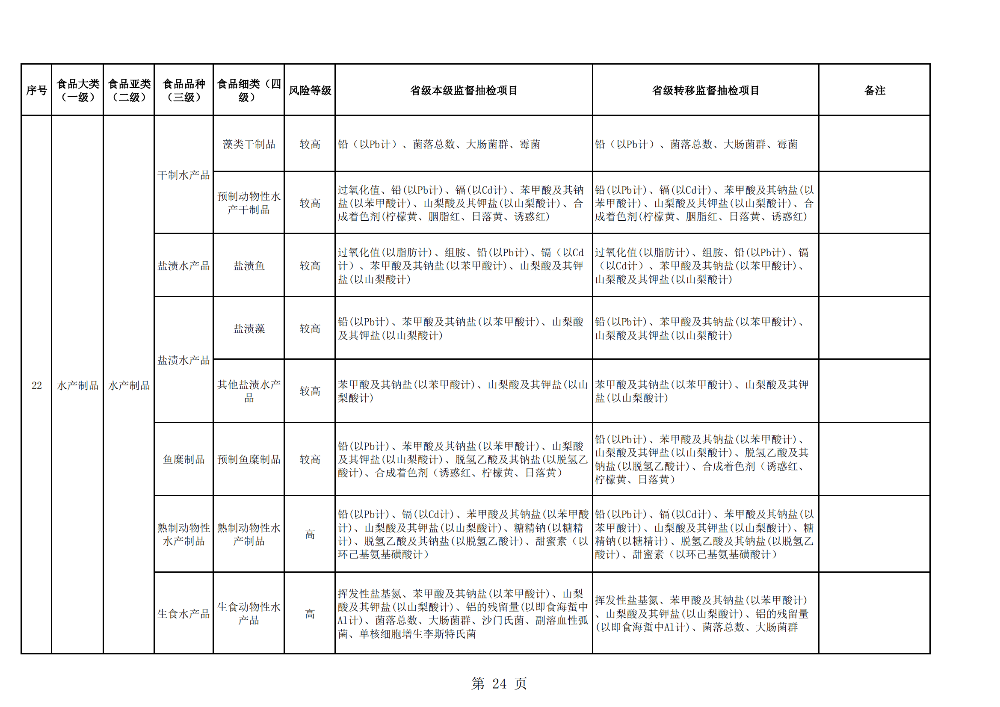 序号
食品大类
（一级）
食品亚类
（二级）
食品品种
（三级）
食品细类（四
级）
风险等级
省级本级监督抽检项目
省级转移监督抽检项目
备注
22
水产制品
水产制品
干制水产品
藻类干制品
较高
铅（以Pb计）、菌落总数、大肠菌群、霉菌
铅（以Pb计）、菌落总数、大肠菌群、霉菌
预制动物性水
产干制品
较高
过氧化值、铅(以Pb计)、镉(以Cd计)、苯甲酸及其钠
盐(以苯甲酸计)、山梨酸及其钾盐(以山梨酸计)、合
成着色剂(柠檬黄、胭脂红、日落黄、诱惑红)
铅(以Pb计)、镉(以Cd计)、苯甲酸及其钠盐(以
苯甲酸计)、山梨酸及其钾盐(以山梨酸计)、合
成着色剂(柠檬黄、胭脂红、日落黄、诱惑红)
盐渍水产品
盐渍鱼
较高
过氧化值(以脂肪计)、组胺、铅(以Pb计)、镉（以Cd
计）、苯甲酸及其钠盐(以苯甲酸计)、山梨酸及其钾
盐(以山梨酸计)
过氧化值(以脂肪计)、组胺、铅(以Pb计)、镉
（以Cd计）、苯甲酸及其钠盐(以苯甲酸计)、
山梨酸及其钾盐(以山梨酸计)
盐渍水产品
盐渍藻
较高
铅(以Pb计)、苯甲酸及其钠盐(以苯甲酸计)、山梨酸
及其钾盐(以山梨酸计)
铅(以Pb计)、苯甲酸及其钠盐(以苯甲酸计)、
山梨酸及其钾盐(以山梨酸计)
其他盐渍水产
品
较高
苯甲酸及其钠盐(以苯甲酸计)、山梨酸及其钾盐(以山
梨酸计)
苯甲酸及其钠盐(以苯甲酸计)、山梨酸及其钾
盐(以山梨酸计)
鱼糜制品
预制鱼糜制品
较高
铅(以Pb计)、苯甲酸及其钠盐(以苯甲酸计)、山梨酸
及其钾盐(以山梨酸计)、脱氢乙酸及其钠盐(以脱氢乙
酸计)、合成着色剂（诱惑红、柠檬黄、日落黄）
铅(以Pb计)、苯甲酸及其钠盐(以苯甲酸计)、
山梨酸及其钾盐(以山梨酸计)、脱氢乙酸及其
钠盐(以脱氢乙酸计)、合成着色剂（诱惑红、
柠檬黄、日落黄）
熟制动物性
水产制品
熟制动物性水
产制品
高
铅(以Pb计)、镉(以Cd计)、苯甲酸及其钠盐(以苯甲酸
计)、山梨酸及其钾盐(以山梨酸计)、糖精钠(以糖精
计)、脱氢乙酸及其钠盐(以脱氢乙酸计)、甜蜜素（以
环己基氨基磺酸计）
铅(以Pb计)、镉(以Cd计)、苯甲酸及其钠盐(以
苯甲酸计)、山梨酸及其钾盐(以山梨酸计)、糖
精钠(以糖精计)、脱氢乙酸及其钠盐(以脱氢乙
酸计)、甜蜜素（以环己基氨基磺酸计）
生食水产品
生食动物性水
产品
高
挥发性盐基氮、苯甲酸及其钠盐(以苯甲酸计)、山梨
酸及其钾盐(以山梨酸计)、铝的残留量(以即食海蜇中
Al计)、菌落总数、大肠菌群、沙门氏菌、副溶血性弧
菌、单核细胞增生李斯特氏菌
挥发性盐基氮、苯甲酸及其钠盐(以苯甲酸计)
、山梨酸及其钾盐(以山梨酸计)、铝的残留量
(以即食海蜇中Al计)、菌落总数、大肠菌群
第 24 页